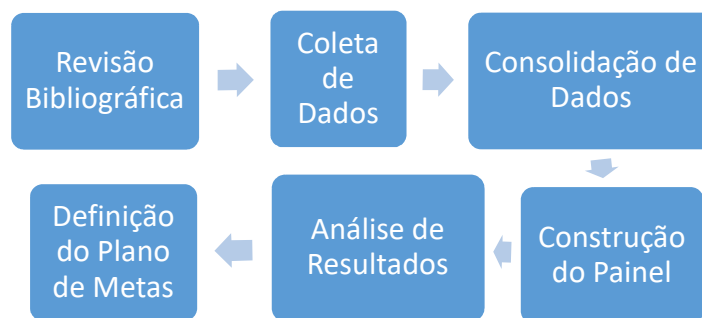 Revisão
Bibliográfica
Coleta
de
Dados
Consolidação de
Dados
Construção
do Painel
Análise de
Resultados
Definição
do Plano
de Metas